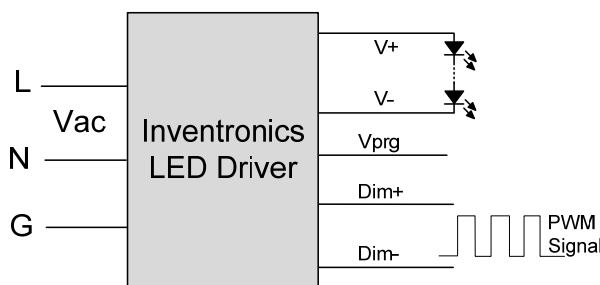 L
Vac
N
G
Inventronics
LED Driver
V+
V-
Vprg
Dim+
Dim-
PWM
Signal